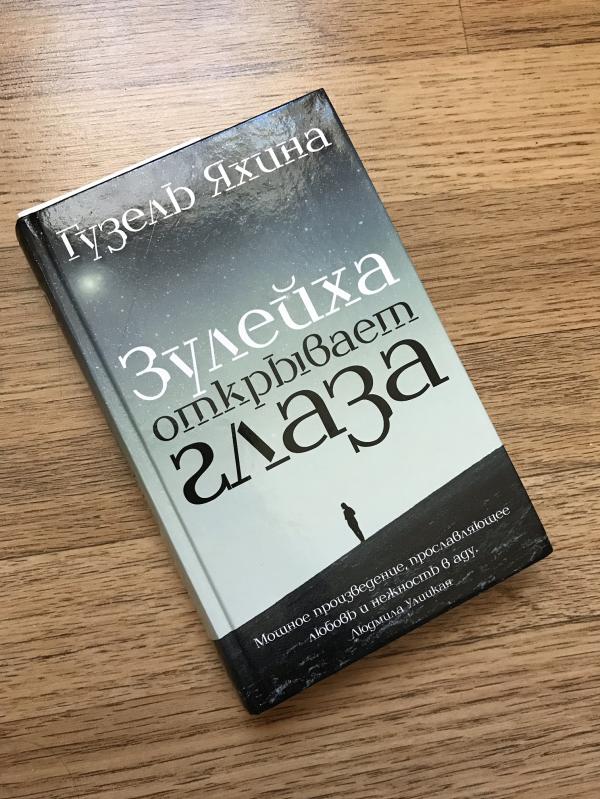 Гузель Яхина
Зулейха
открывает
глаза
Мощное произведение, прославляющее
любовь и нежность в аду.
Людмила Улицкая